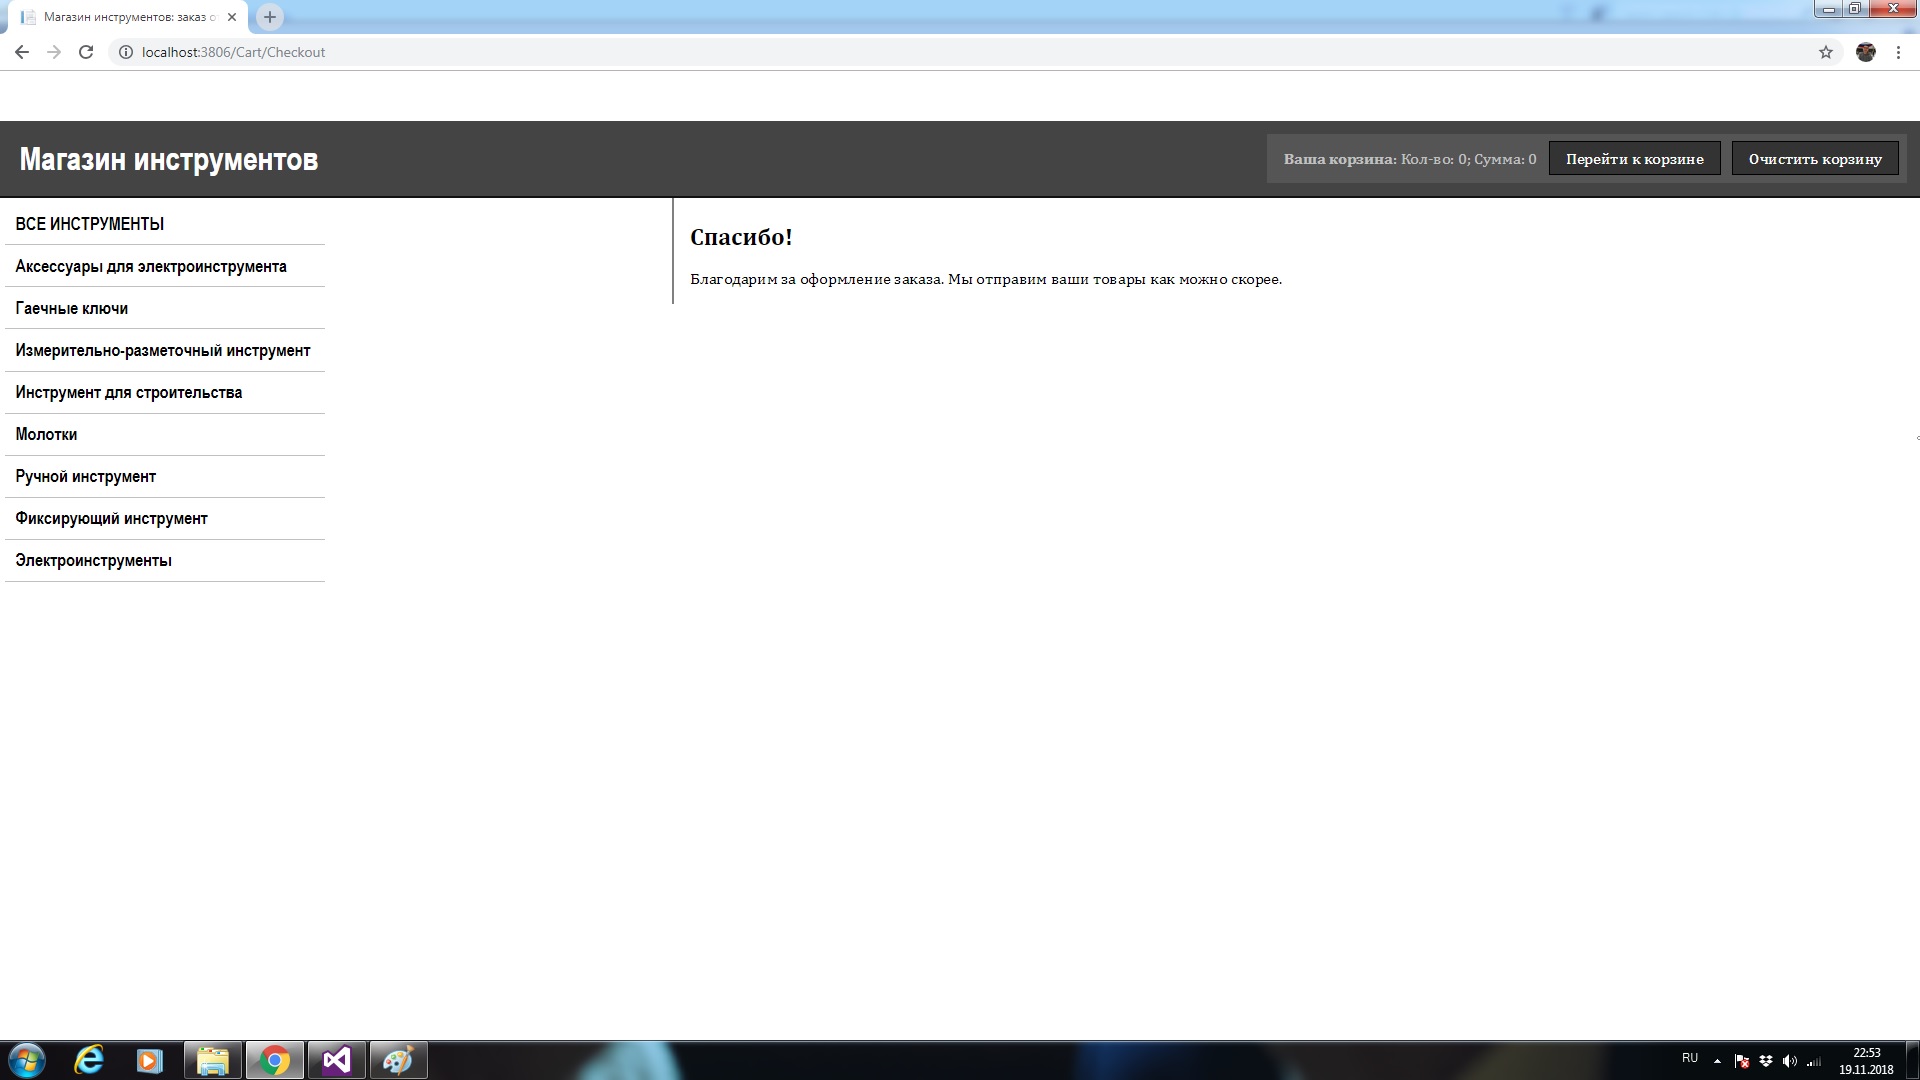 Магазин инструментов: заказ о
localhost:3806/Cart/Checkout
Магазин инструментов
Ваша корзина: Кол-во: 0; Сумма: 0
Перейти к корзине
Очистить корзину
ВСЕ ИНСТРУМЕНТЫ
Аксессуары для электроинструмента
Гаечные ключи
Измерительно-разметочный инструмент
Инструмент для строительства
Молотки
Ручной инструмент
Фиксирующий инструмент
Электроинструменты
Спасибо!
Благодарим за оформление заказа. Мы отправим ваши товары как можно скорее.
RU
22:53
19.11.2018